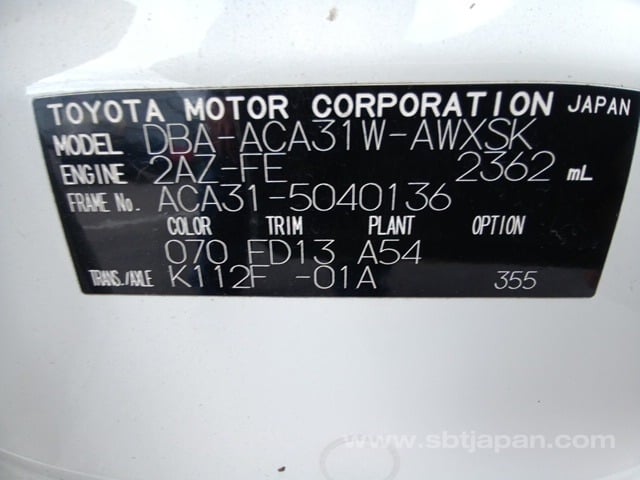 TOYOTA MOTOR CORPORATION JAPAN
MODEL DBA-ACA31W-AWXSK
ENGINE 2AZ-FE 2362 mL
FRAME No. ACA31-5040136
COLOR TRIM PLANT OPTION
070 FD13 A54
TRANS./AXLE K112F -01A 355
www.sbtjapan.com